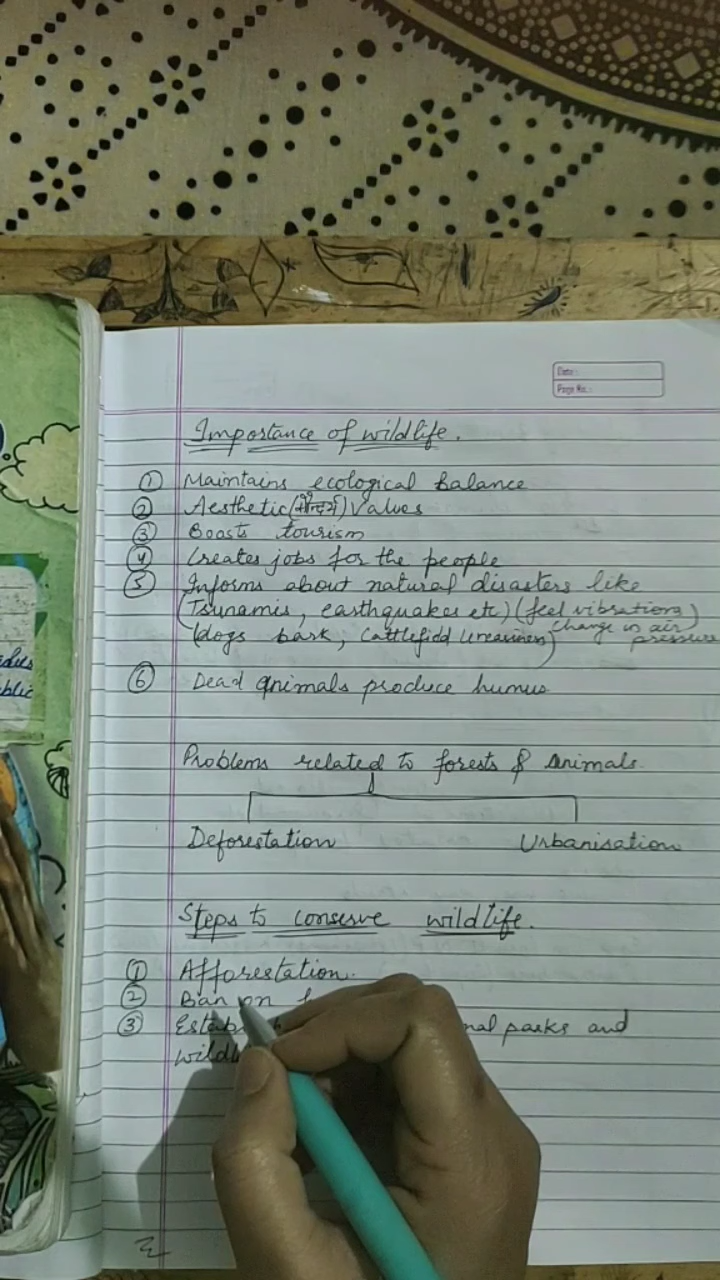 Date:
Page No.:
Importance of wildlife.
① Maintains ecological balance
② Aesthetic (सौन्दर्य) Values
③ Boosts tourism
④ Creates jobs for the people
⑤ Informs about natural disasters like
(Tsunamis, earthquakes etc) (feel vibrations)
(dogs bark, Cattlefield Uneasiness) change in air pressure
⑥ Dead animals produce humus
Problems related to forests & Animals.
Deforestation Urbanisation
Steps to conserve wildlife.
① Afforestation.
② Ban on
③ parks and